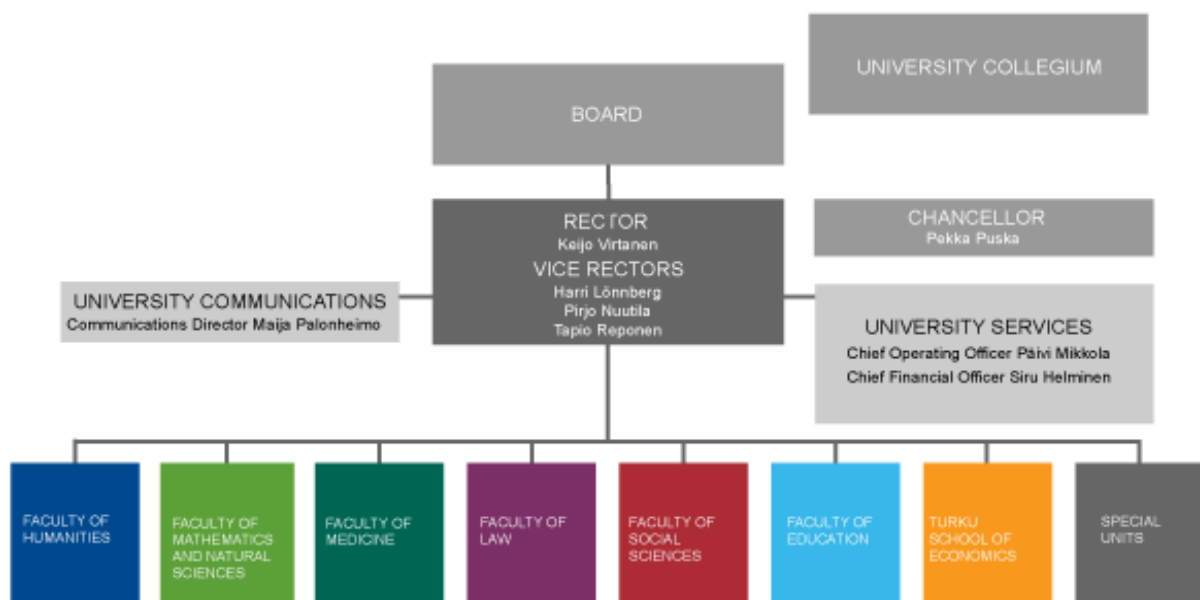 UNIVERSITY COLLEGIUM
BOARD
RECTOR
Keijo Virtanen
VICE RECTORS
Harri Lönnberg
Pirjo Nuutila
Tapio Reponen
CHANCELLOR
Pekka Puska
UNIVERSITY COMMUNICATIONS
Communications Director Maija Palonheimo
UNIVERSITY SERVICES
Chief Operating Officer Päivi Mikkola
Chief Financial Officer Siru Helminen
FACULTY OF
HUMANITIES
FACULTY OF
MATHEMATICS
AND NATURAL
SCIENCES
FACULTY OF
MEDICINE
FACULTY OF
LAW
FACULTY OF
SOCIAL
SCIENCES
FACULTY OF
EDUCATION
TURKU
SCHOOL OF
ECONOMICS
SPECIAL
UNITS